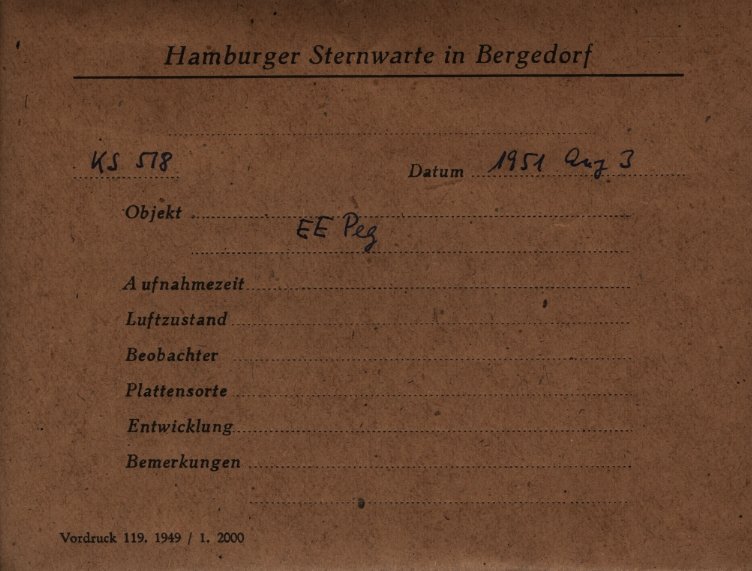 Hamburger Sternwarte in Bergedorf
KS 518 Datum 1951 Aug 3
Objekt
EE Peg
Aufnahmezeit
Luftzustand
Beobachter
Plattensorte
Entwicklung
Bemerkungen
Vordruck 119. 1949 / 1. 2000